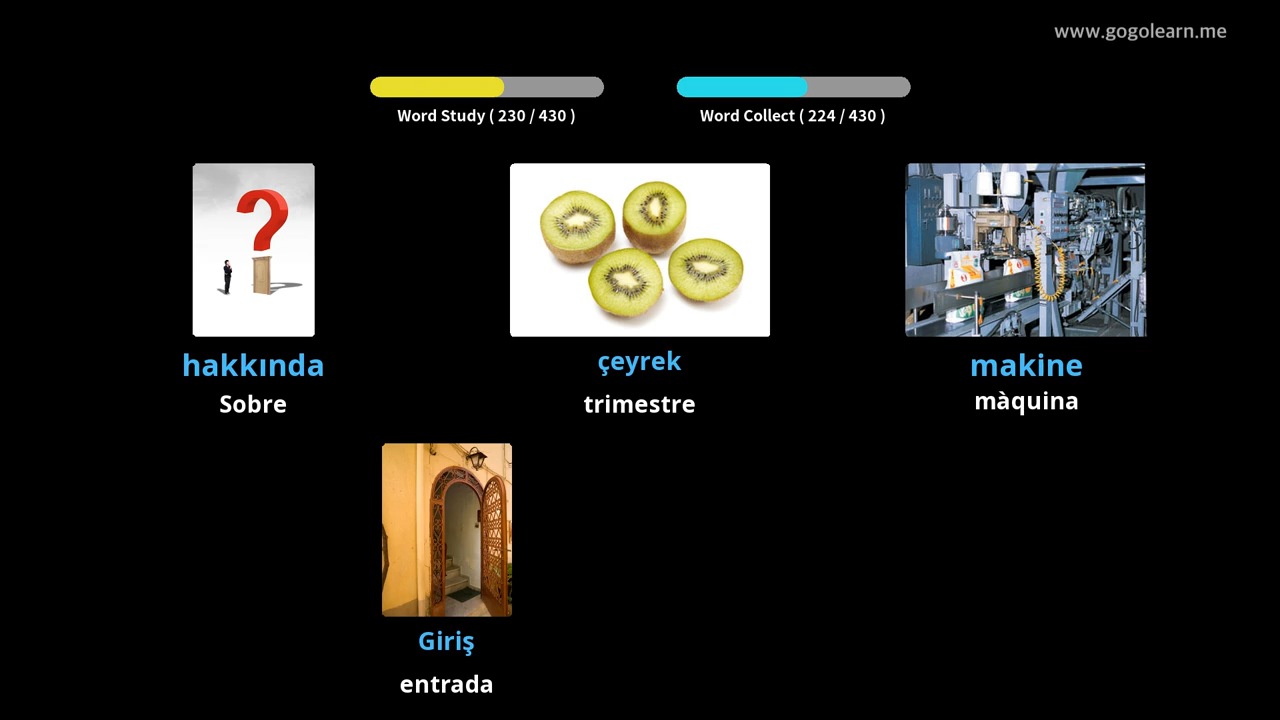 www.gogolearn.me
Word Study ( 230 / 430 )
Word Collect ( 224 / 430 )
hakkında
Sobre
çeyrek
trimestre
makine
màquina
Giriş
entrada